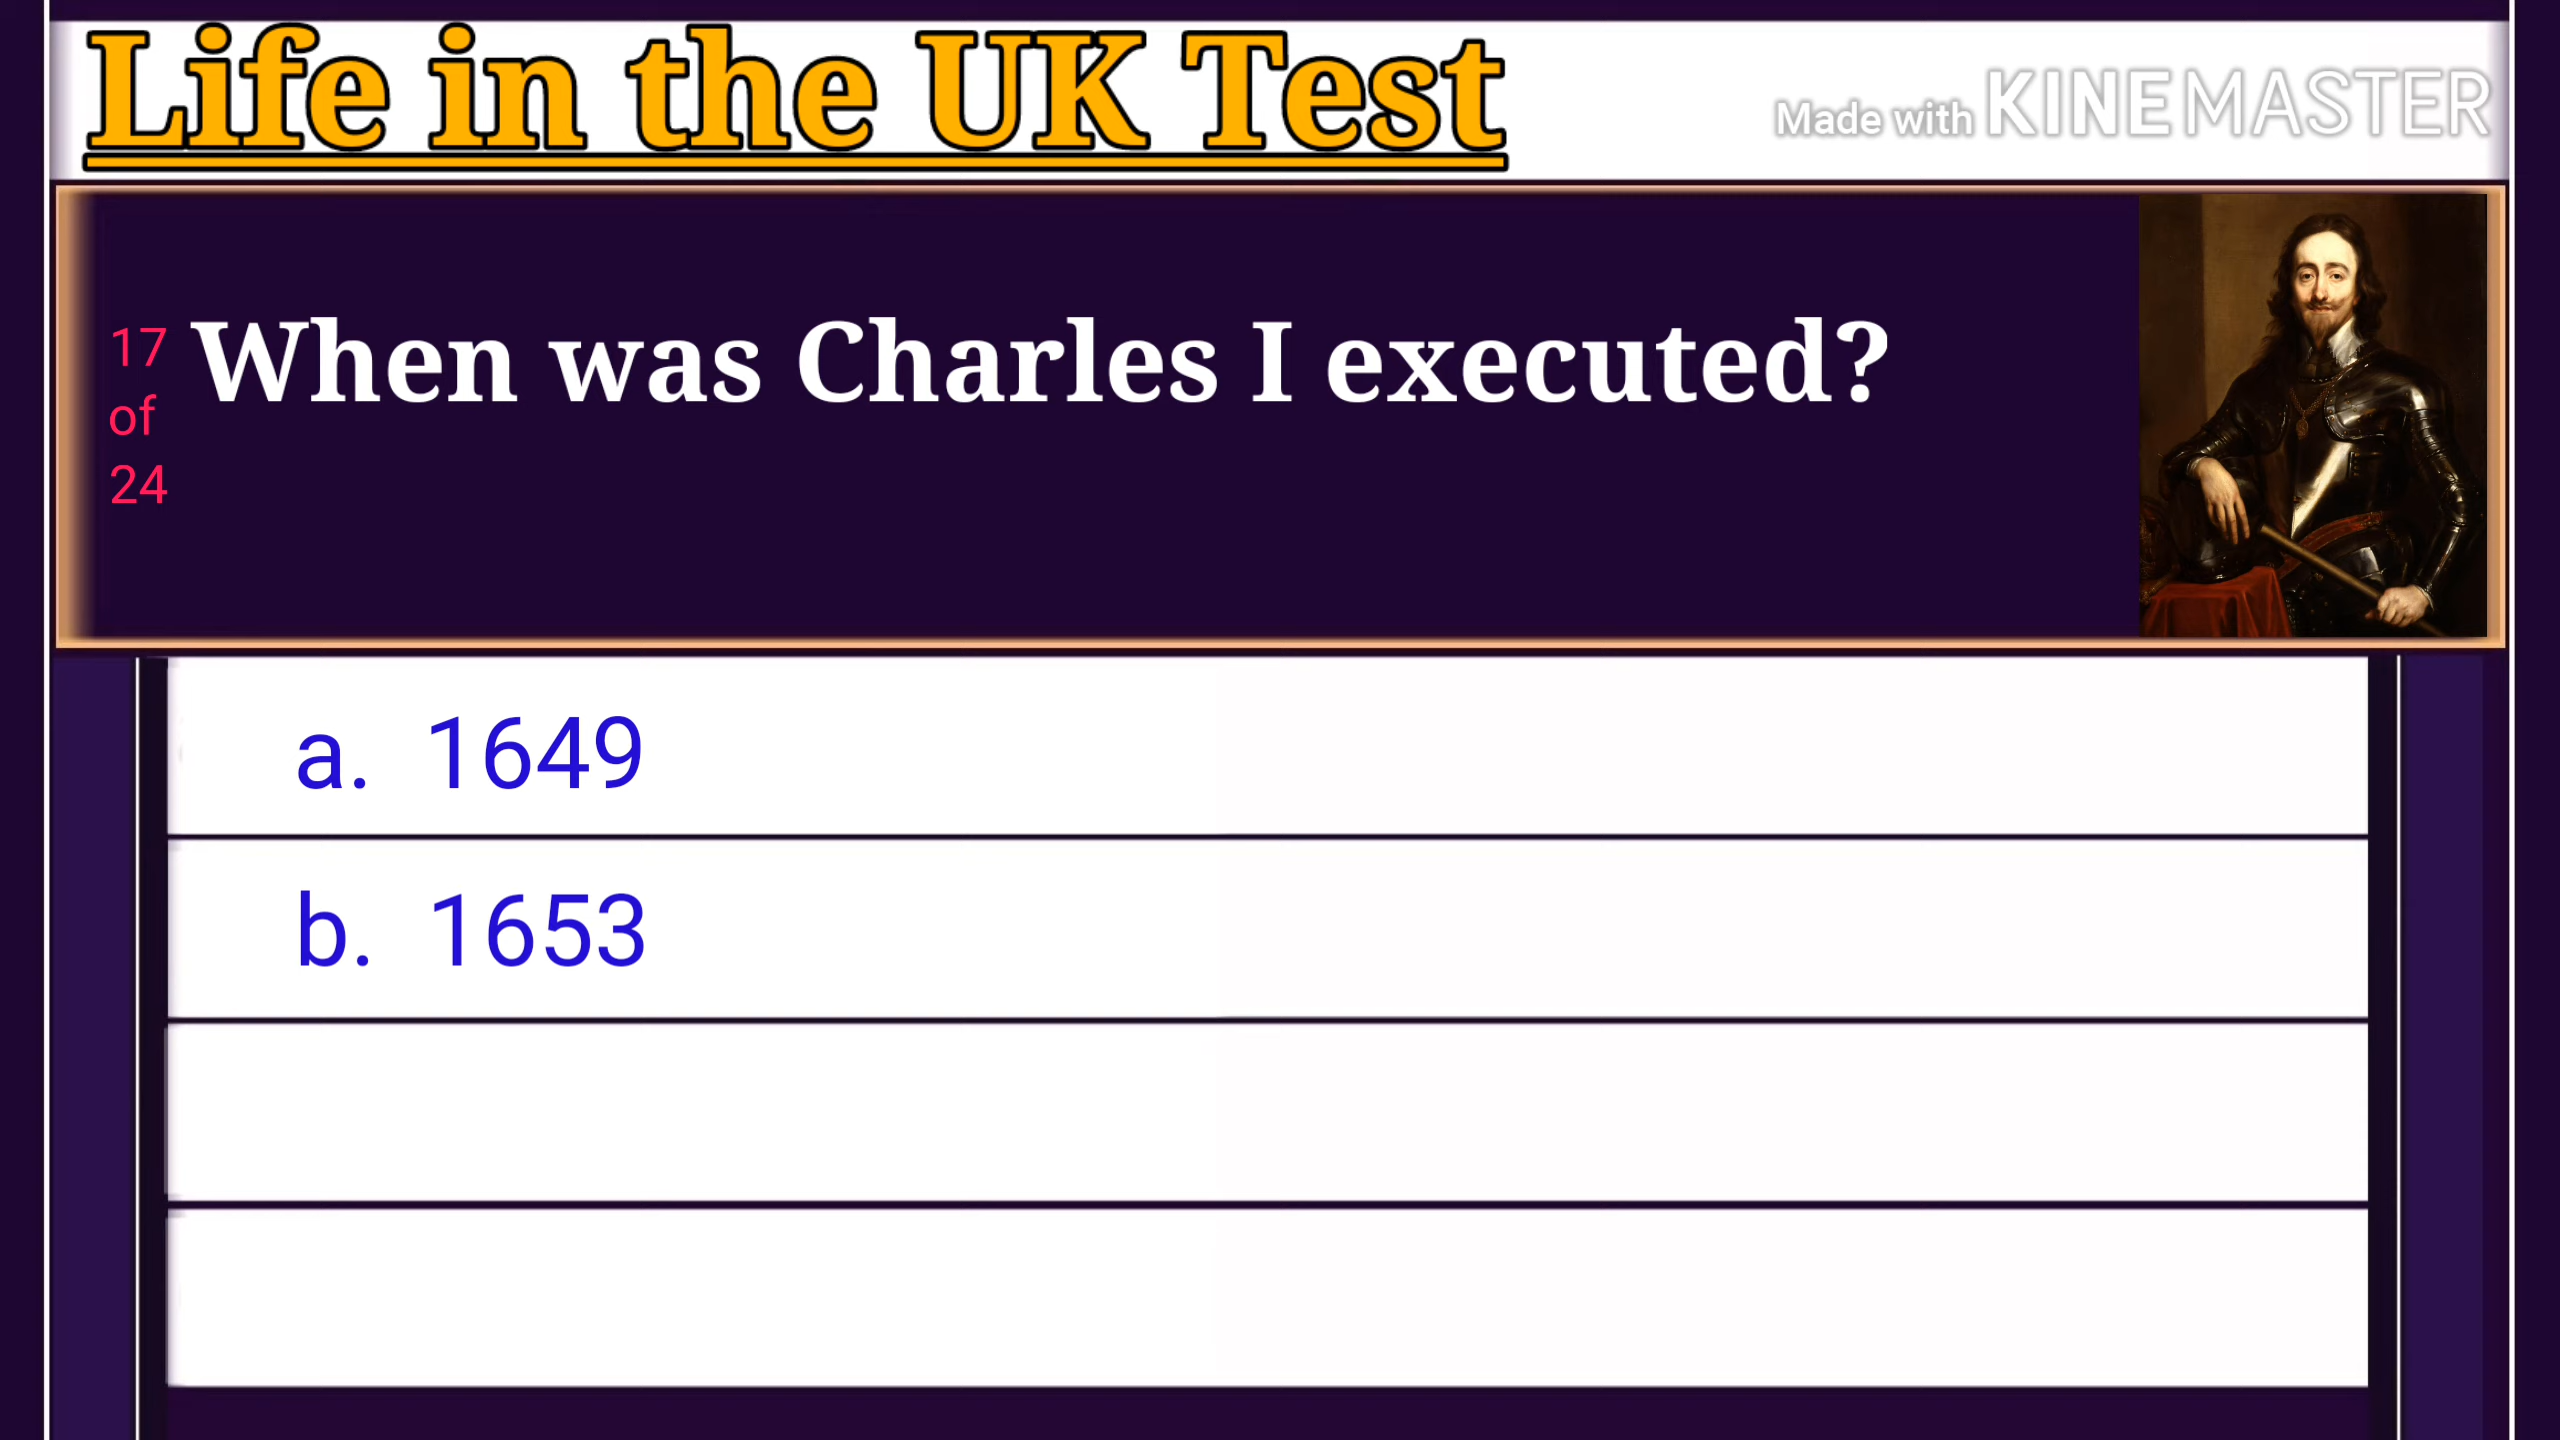 Life in the UK Test
Made with KINEMASTER
17
of
24
When was Charles I executed?
a. 1649
b. 1653